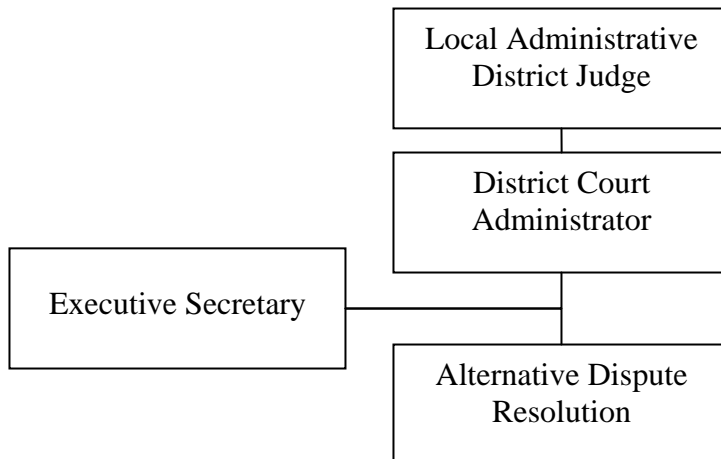 Local Administrative
District Judge
District Court
Administrator
Executive Secretary
Alternative Dispute
Resolution